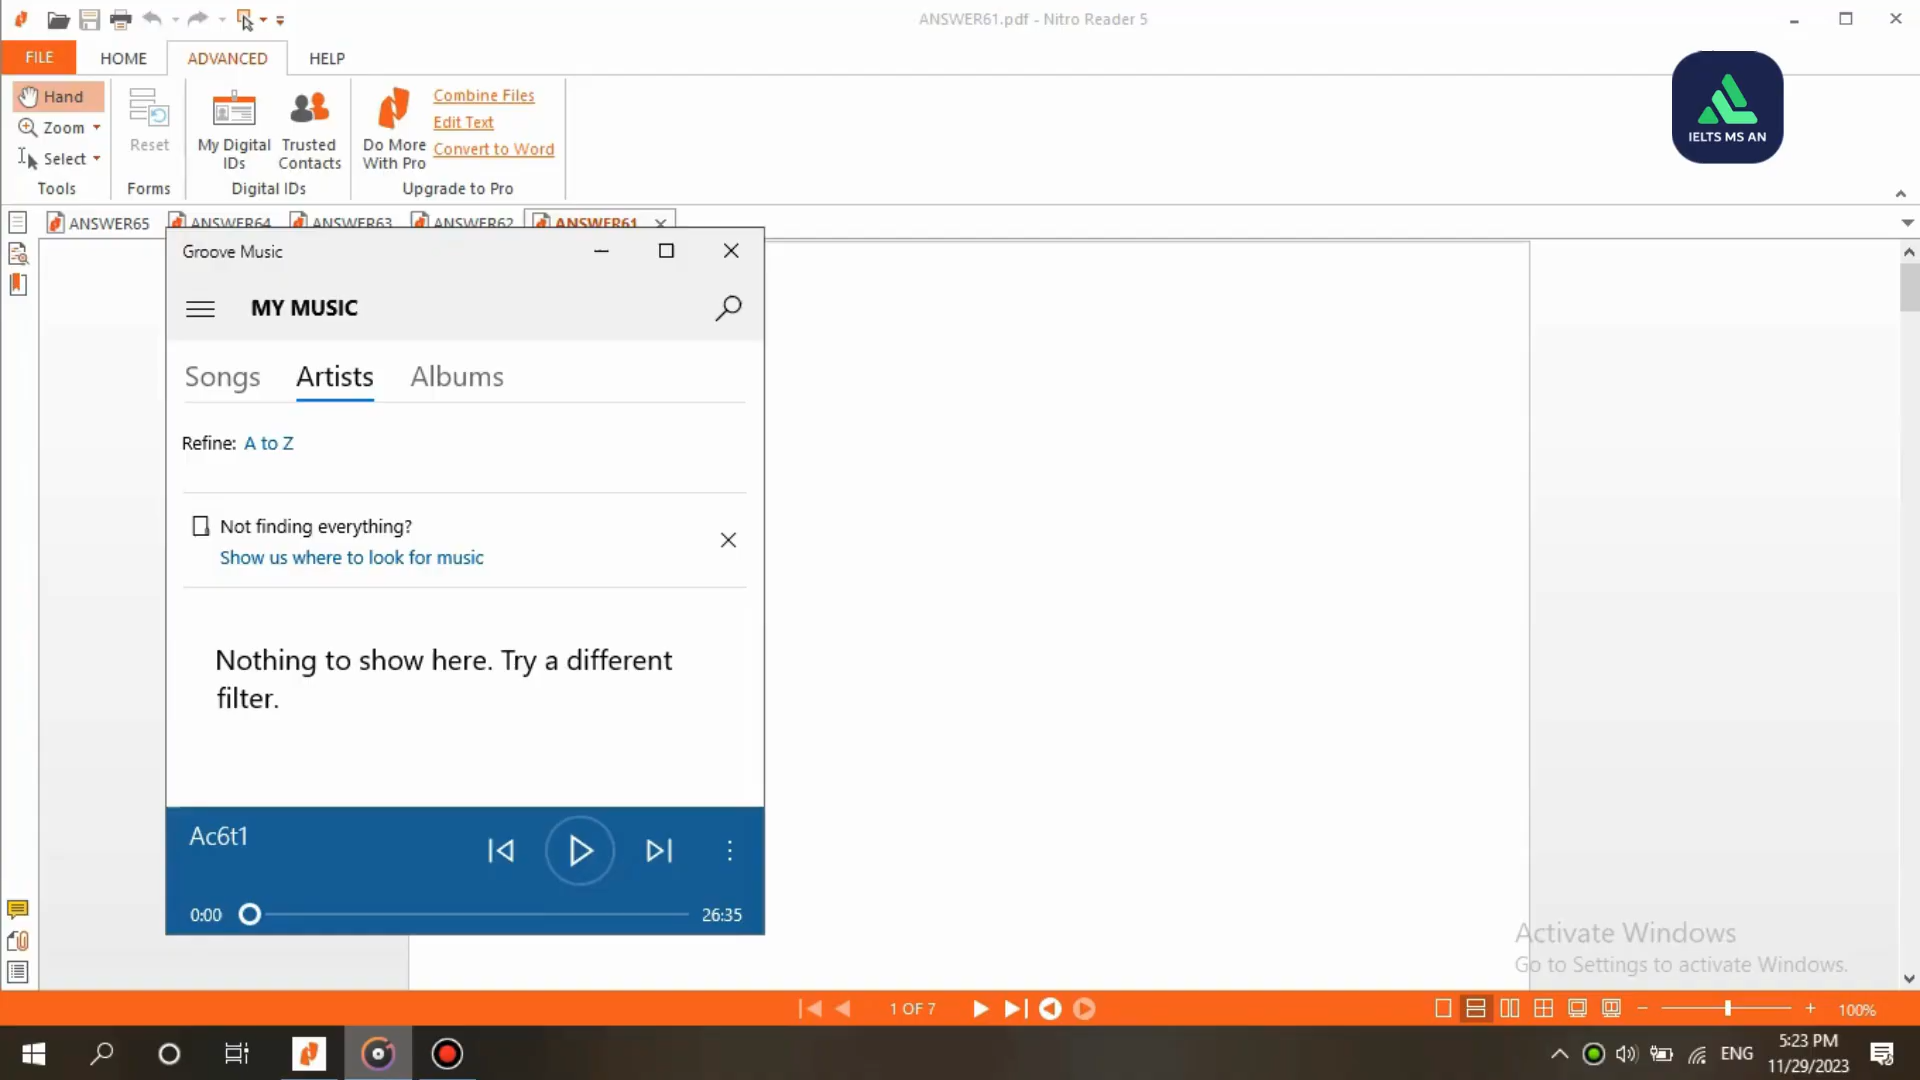 ANSWER61.pdf - Nitro Reader 5
FILE
HOME
ADVANCED
HELP
Hand
Zoom
Select
Tools
Reset
Forms
My Digital IDs
Trusted Contacts
Digital IDs
Do More With Pro
Combine Files
Edit Text
Convert to Word
Upgrade to Pro
IELTS MS AN
ANSWER65
ANSWER64
ANSWER63
ANSWER62
ANSWER61
Groove Music
MY MUSIC
Songs
Artists
Albums
Refine: A to Z
Not finding everything?
Show us where to look for music
Nothing to show here. Try a different
filter.
Ac6t1
0:00
26:35
Activate Windows
Go to Settings to activate Windows.
1 OF 7
100%
ENG
5:23 PM
11/29/2023